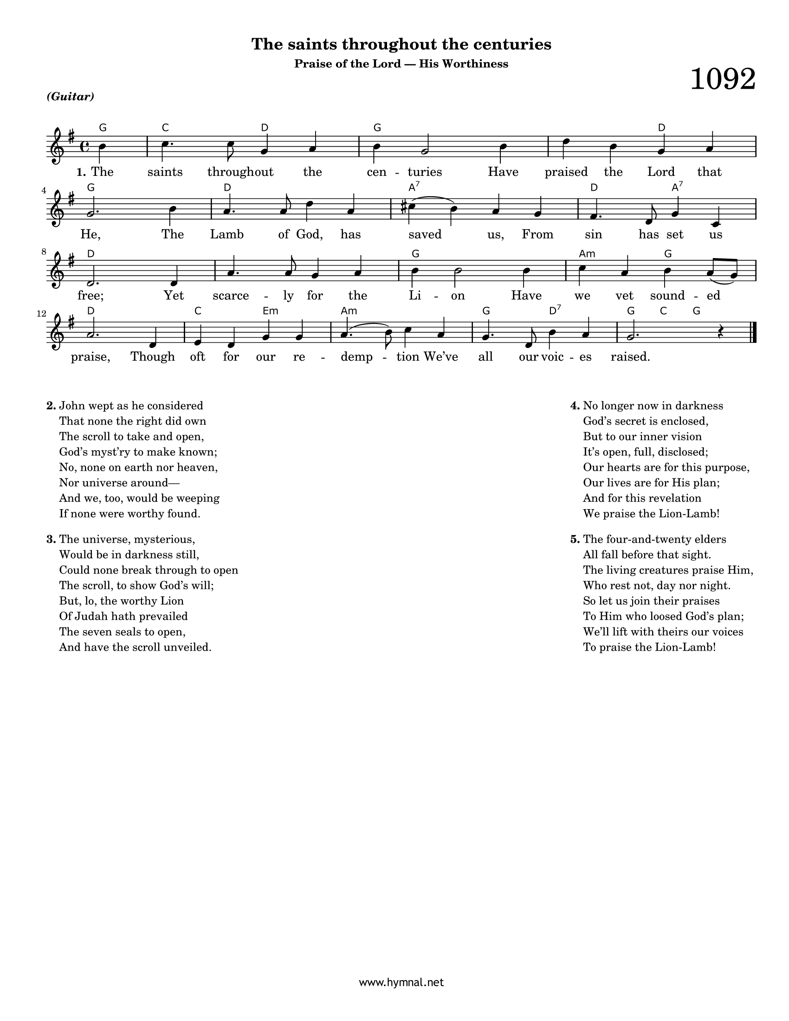 The saints throughout the centuries
Praise of the Lord — His Worthiness
1092
(Guitar)
G C D G D
1. The saints throughout the cen - turies Have praised the Lord that
4 G D A7 D A7
He, The Lamb of God, has saved us, From sin has set us
8 D G Am G
free; Yet scarce - ly for the Li - on Have we vet sound - ed
12 D C Em Am G D7 G C G
praise, Though oft for our re - demp - tion We've all our voic - es raised.
2. John wept as he considered
That none the right did own
The scroll to take and open,
God's myst'ry to make known;
No, none on earth nor heaven,
Nor universe around—
And we, too, would be weeping
If none were worthy found.
3. The universe, mysterious,
Would be in darkness still,
Could none break through to open
The scroll, to show God's will;
But, lo, the worthy Lion
Of Judah hath prevailed
The seven seals to open,
And have the scroll unveiled.
4. No longer now in darkness
God's secret is enclosed,
But to our inner vision
It's open, full, disclosed;
Our hearts are for this purpose,
Our lives are for His plan;
And for this revelation
We praise the Lion-Lamb!
5. The four-and-twenty elders
All fall before that sight.
The living creatures praise Him,
Who rest not, day nor night.
So let us join their praises
To Him who loosed God's plan;
We'll lift with theirs our voices
To praise the Lion-Lamb!
www.hymnal.net